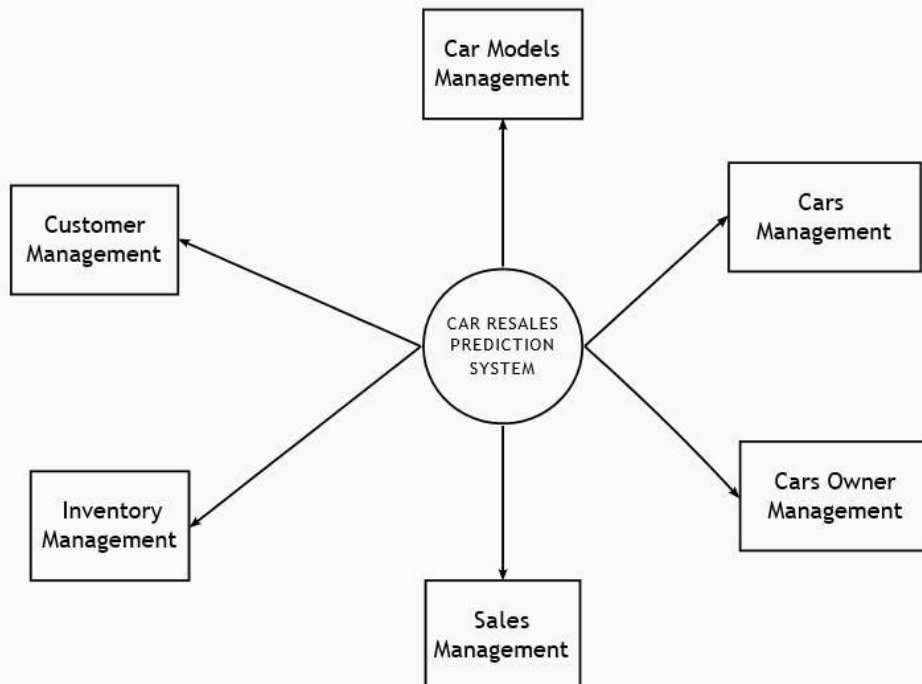 Car Models
Management
Cars
Management
Customer
Management
CAR RESALES
PREDICTION
SYSTEM
Cars Owner
Management
Inventory
Management
Sales
Management